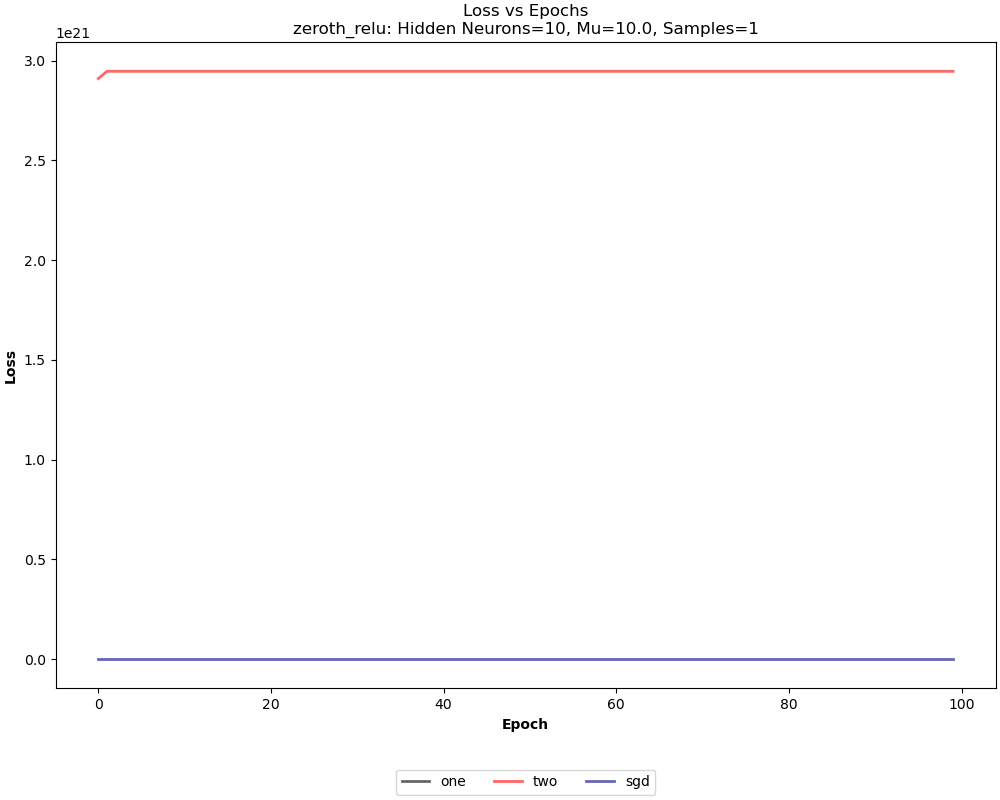 Loss vs Epochs
zeroth_relu: Hidden Neurons=10, Mu=10.0, Samples=1
1e21
3.0
2.5
2.0
1.5
1.0
0.5
0.0
Loss
0 20 40 60 80 100
Epoch
one two sgd